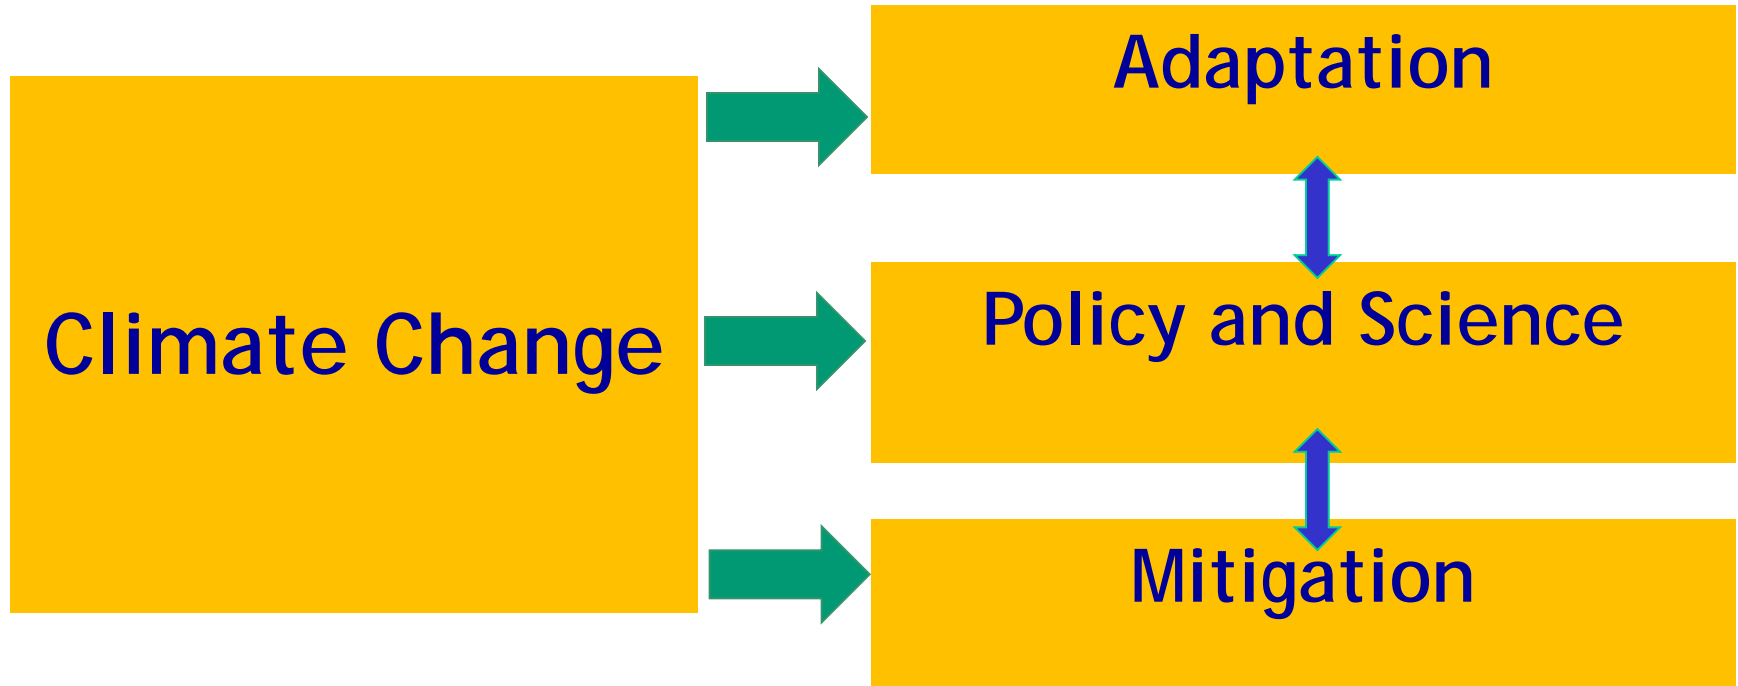 Adaptation
Climate Change
Policy and Science
Mitigation